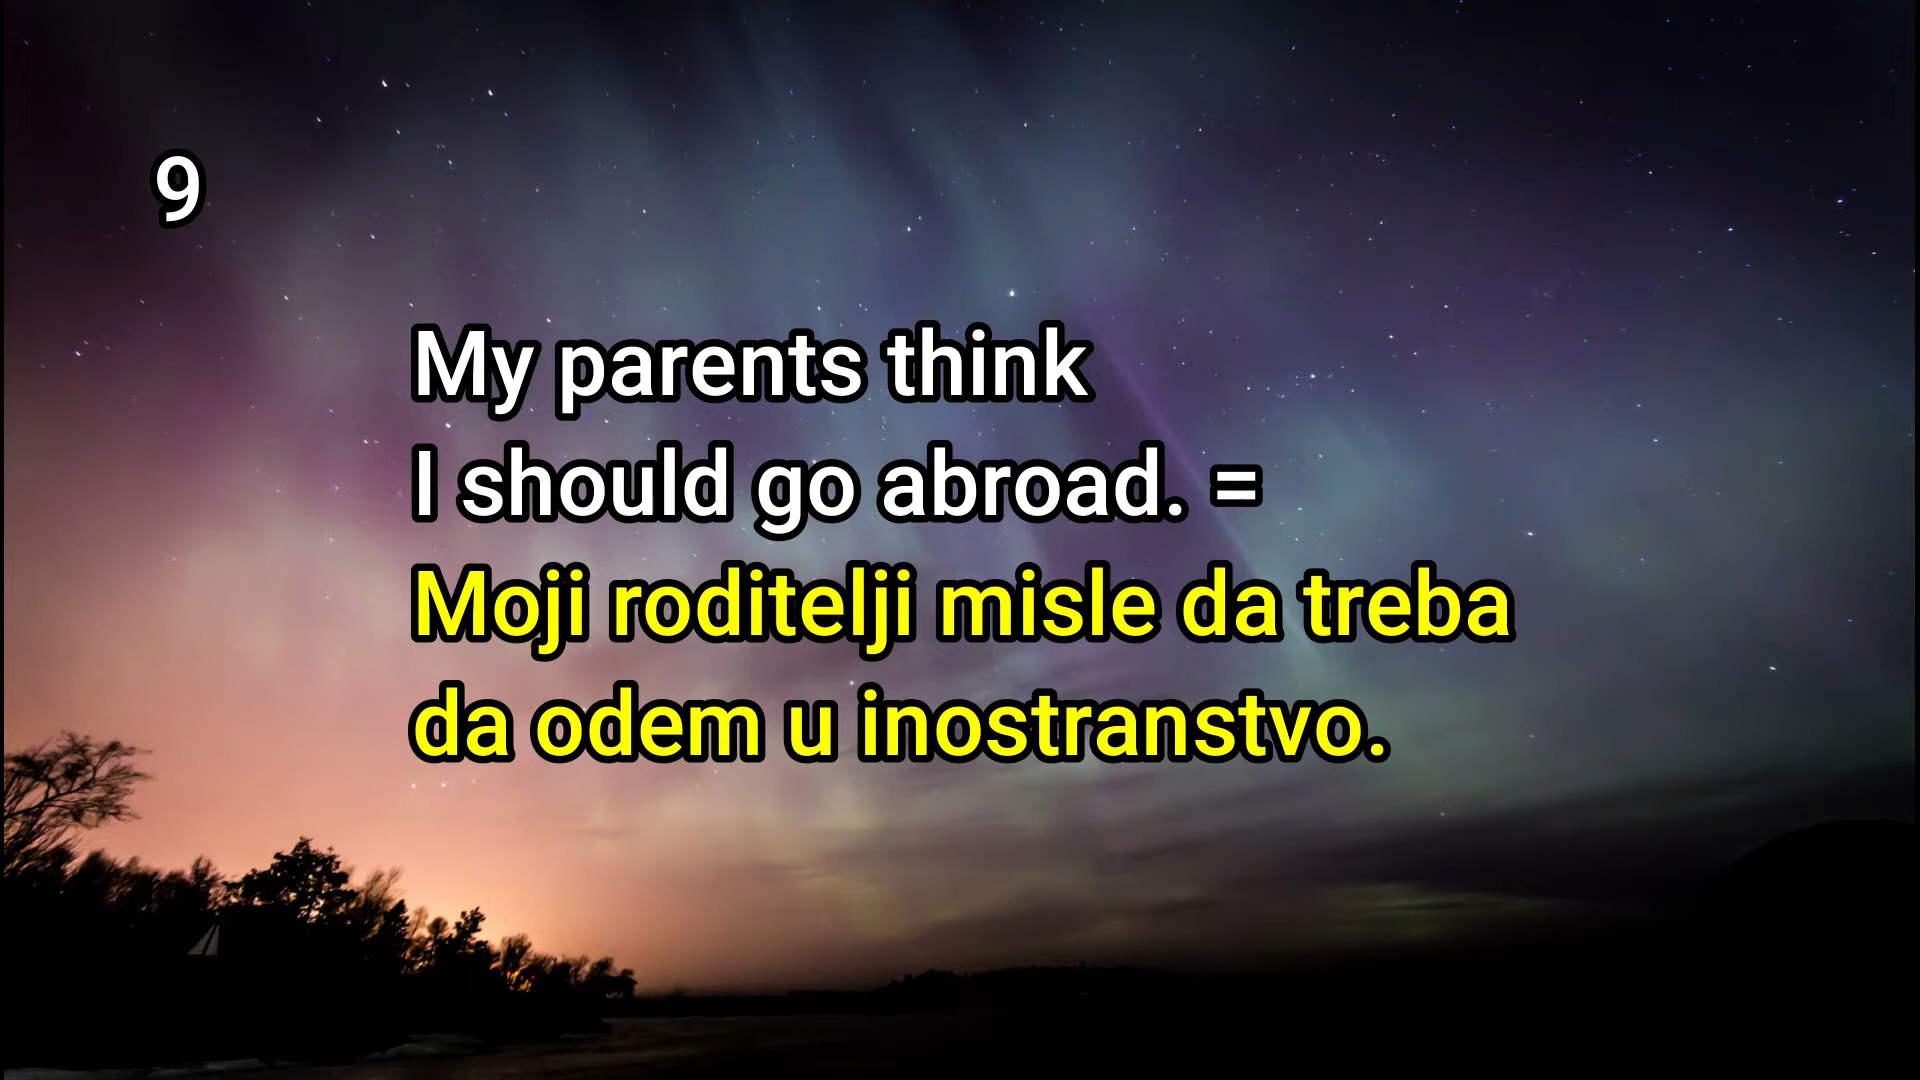 9
My parents think
I should go abroad. =
Moji roditelji misle da treba
da odem u inostranstvo.